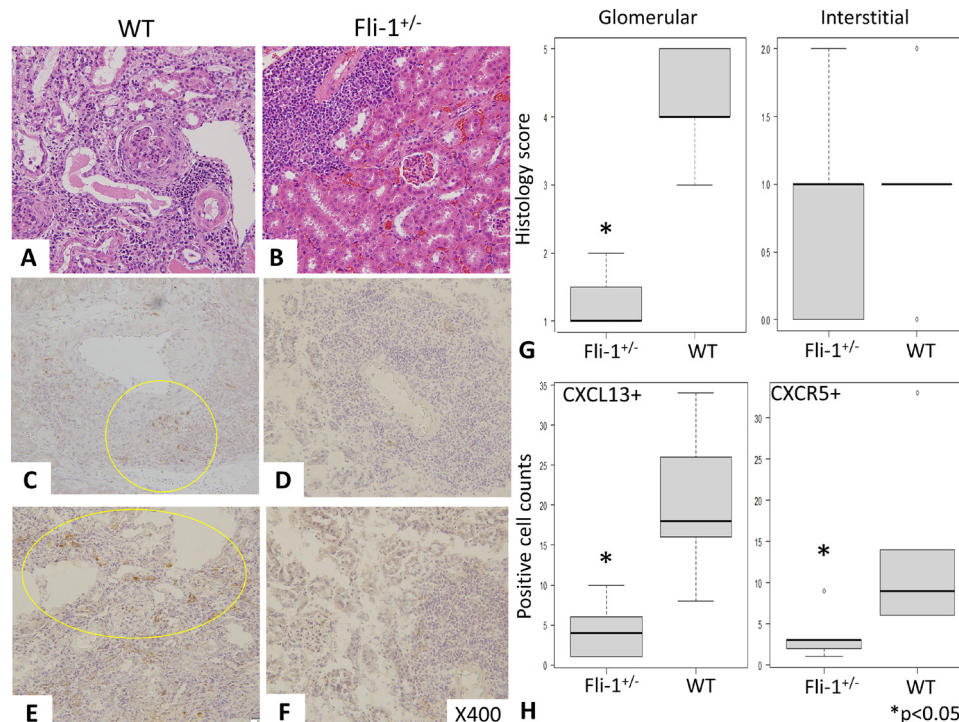 WT
Fli-1+/-
A
B
C
D
E
F
X400
Glomerular
Interstitial
Histology score
5
4
3
2
1
*
Fli-1+/-
WT
2.0
1.5
1.0
0.5
0.0
Fli-1+/-
WT
G
CXCL13+
Positive cell counts
35
30
25
20
15
10
5
0
*
Fli-1+/-
WT
CXCR5+
30
25
20
15
10
5
0
*
Fli-1+/-
WT
H
*p<0.05